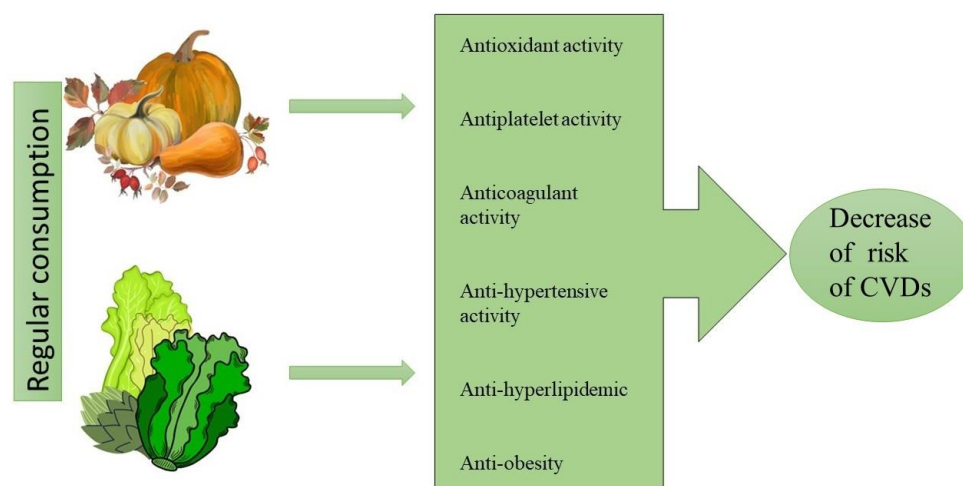 Regular consumption
Antioxidant activity
Antiplatelet activity
Anticoagulant
activity
Anti-hypertensive
activity
Anti-hyperlipidemic
Anti-obesity
Decrease
of risk
of CVDs